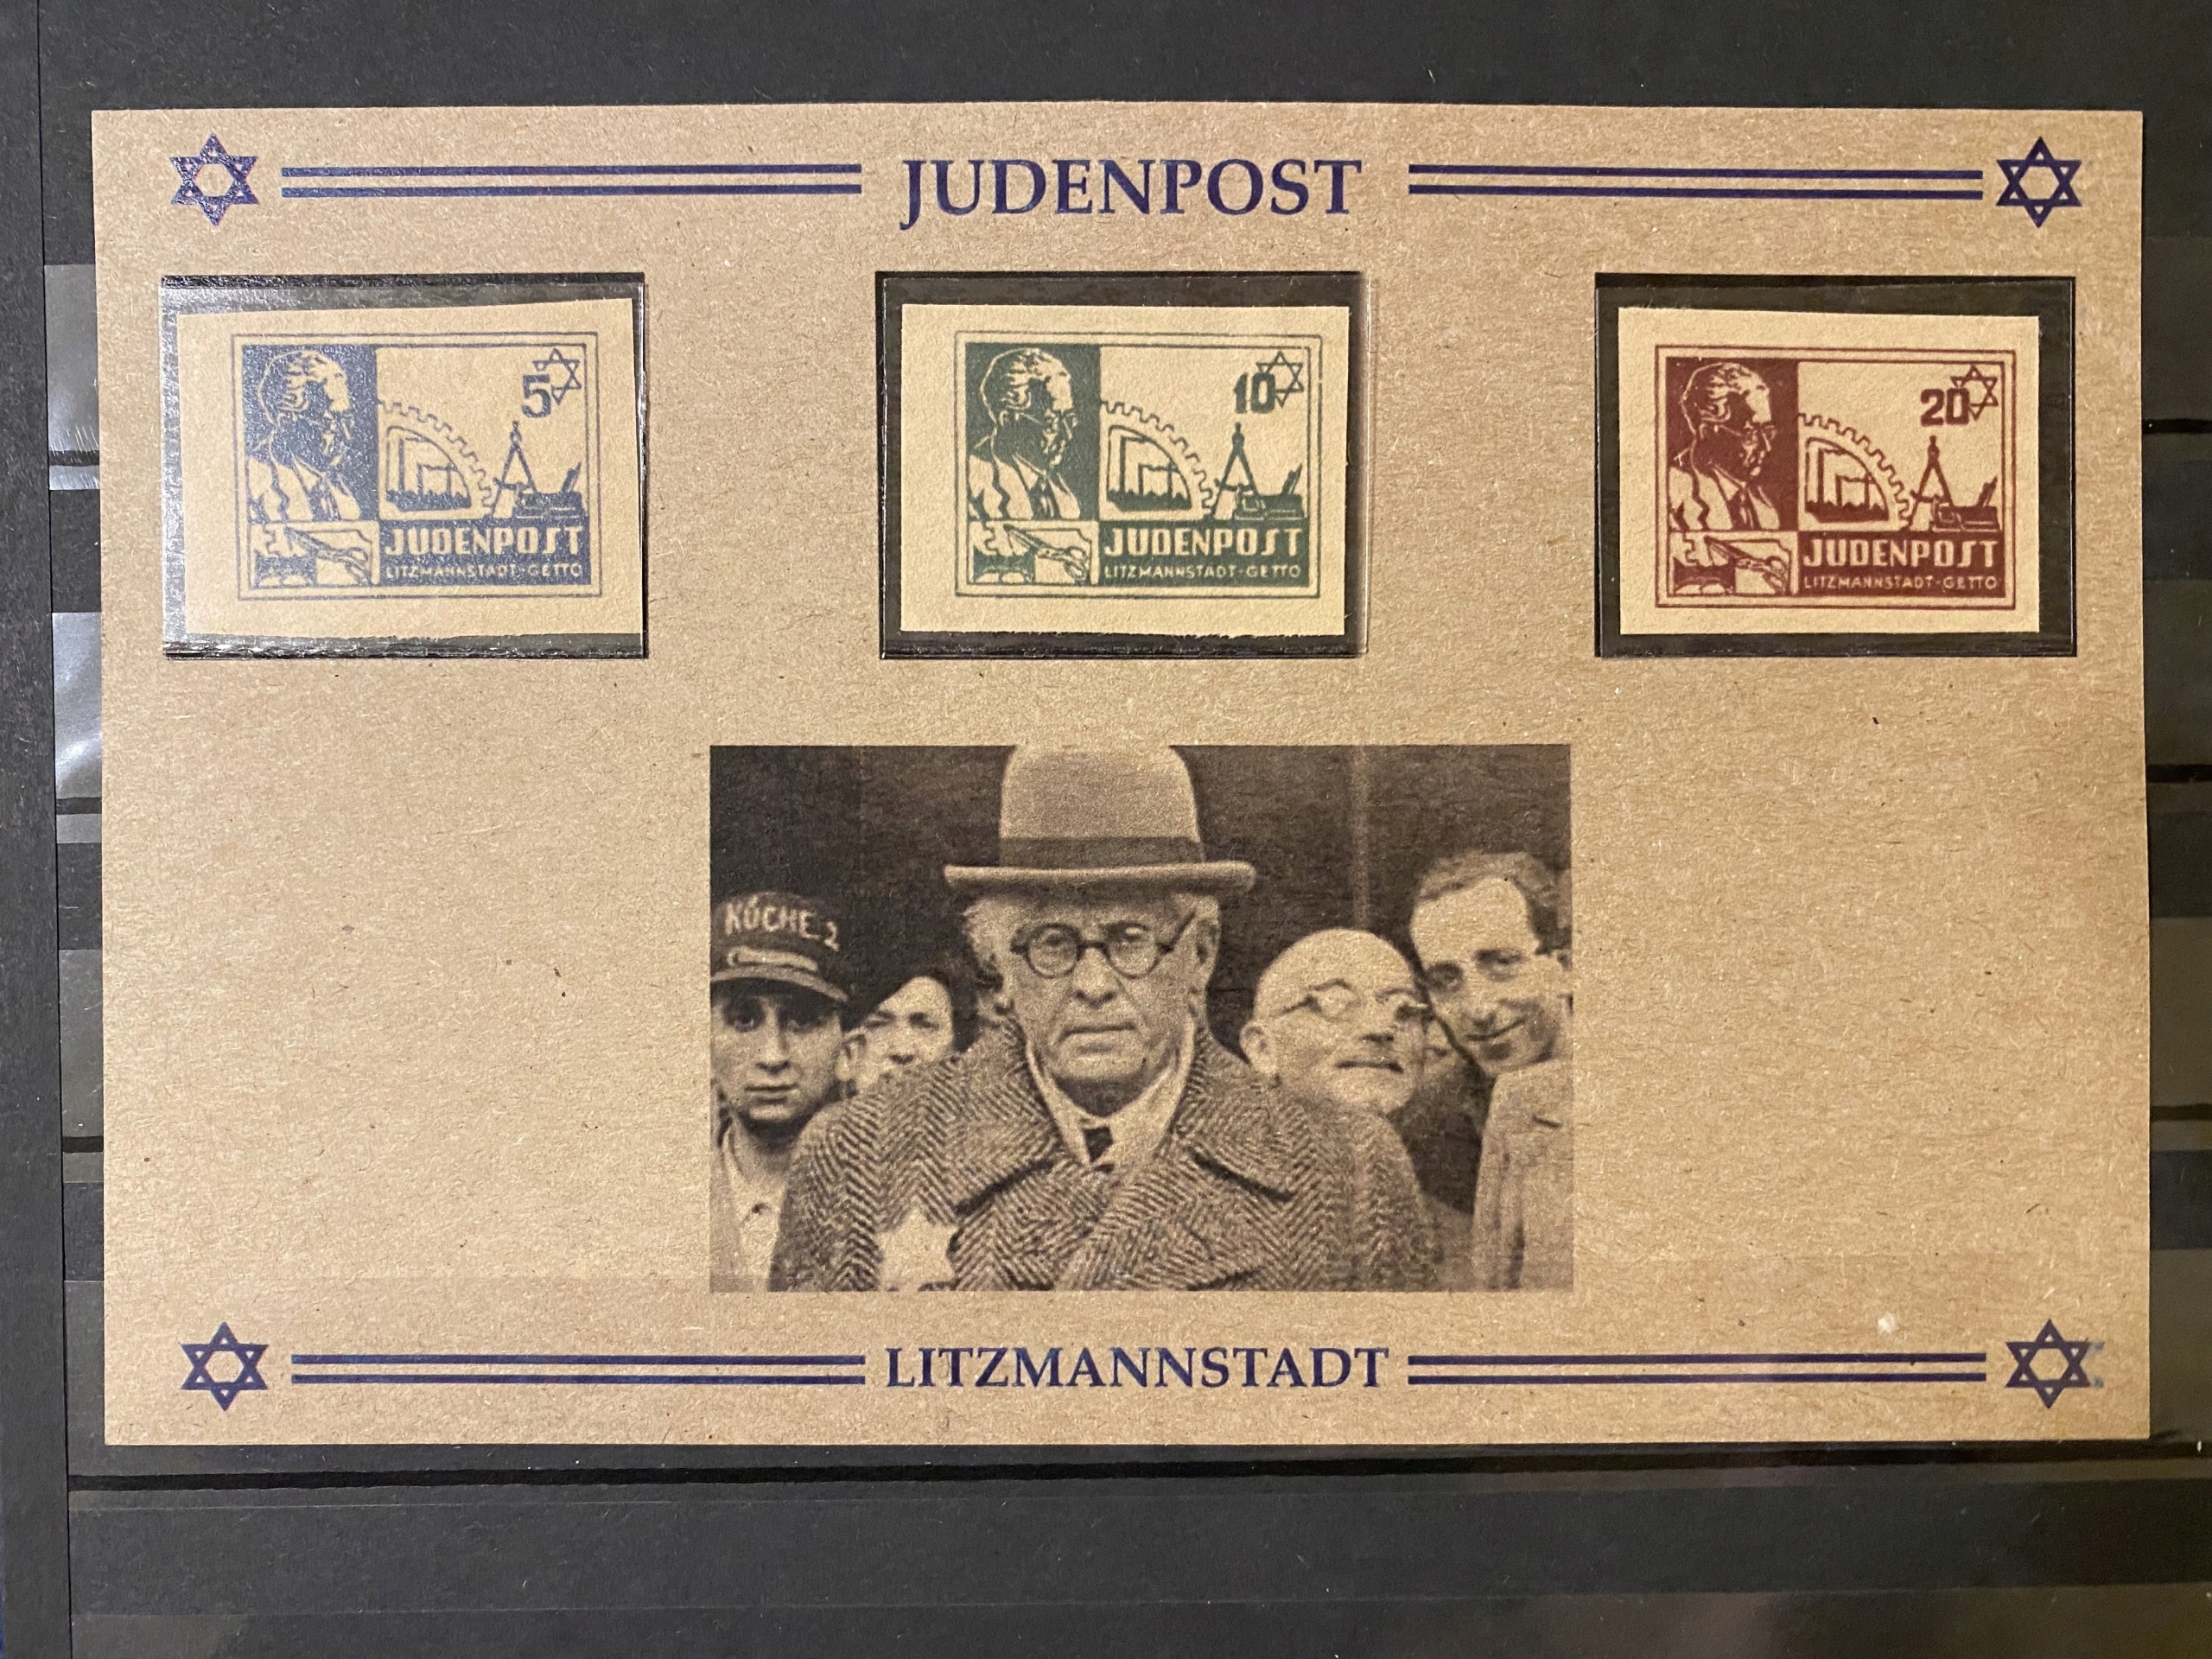 JUDENPOST
5
JUDENPOST
LITZMANNSTADT-GETTO
10
JUDENPOST
LITZMANNSTADT-GETTO
20
JUDENPOST
LITZMANNSTADT-GETTO
KÜCHE 2
LITZMANNSTADT